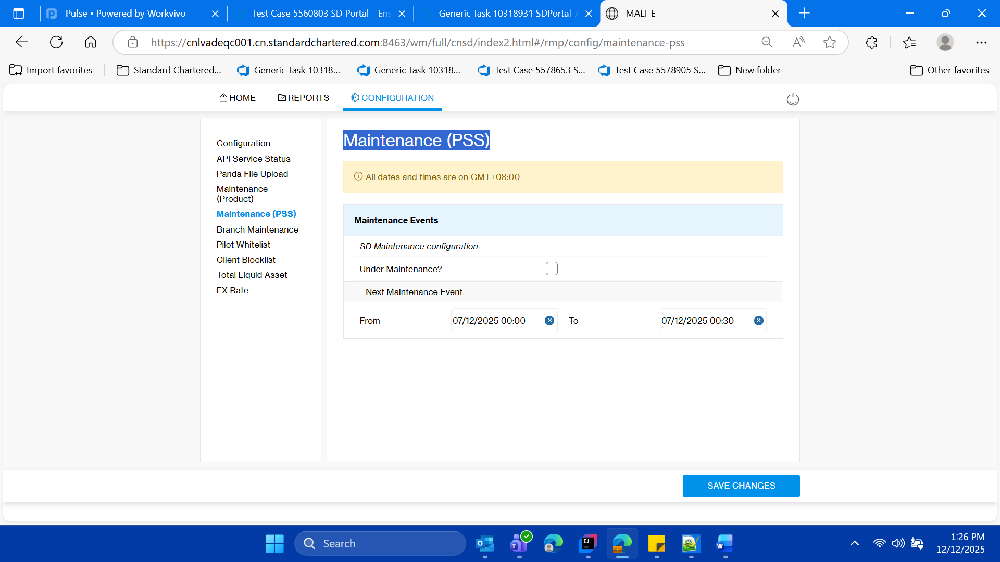 Pulse • Powered by Workvivo
Test Case 5560803 SD Portal - Ens
Generic Task 10318931 SDPortal-A
MALI-E
https://cnlvadeqc001.cn.standardchartered.com:8463/wm/full/cnsd/index2.html#/rmp/config/maintenance-pss
Import favorites
Standard Chartered...
Generic Task 10318...
Generic Task 10318...
Test Case 5578653 S...
Test Case 5578905 S...
New folder
Other favorites
HOME
REPORTS
CONFIGURATION
Configuration
API Service Status
Panda File Upload
Maintenance
(Product)
Maintenance (PSS)
Branch Maintenance
Pilot Whitelist
Client Blocklist
Total Liquid Asset
FX Rate
Maintenance (PSS)
All dates and times are on GMT+08:00
Maintenance Events
SD Maintenance configuration
Under Maintenance?
Next Maintenance Event
From 07/12/2025 00:00 To 07/12/2025 00:30
SAVE CHANGES
Search
1:26 PM
12/12/2025